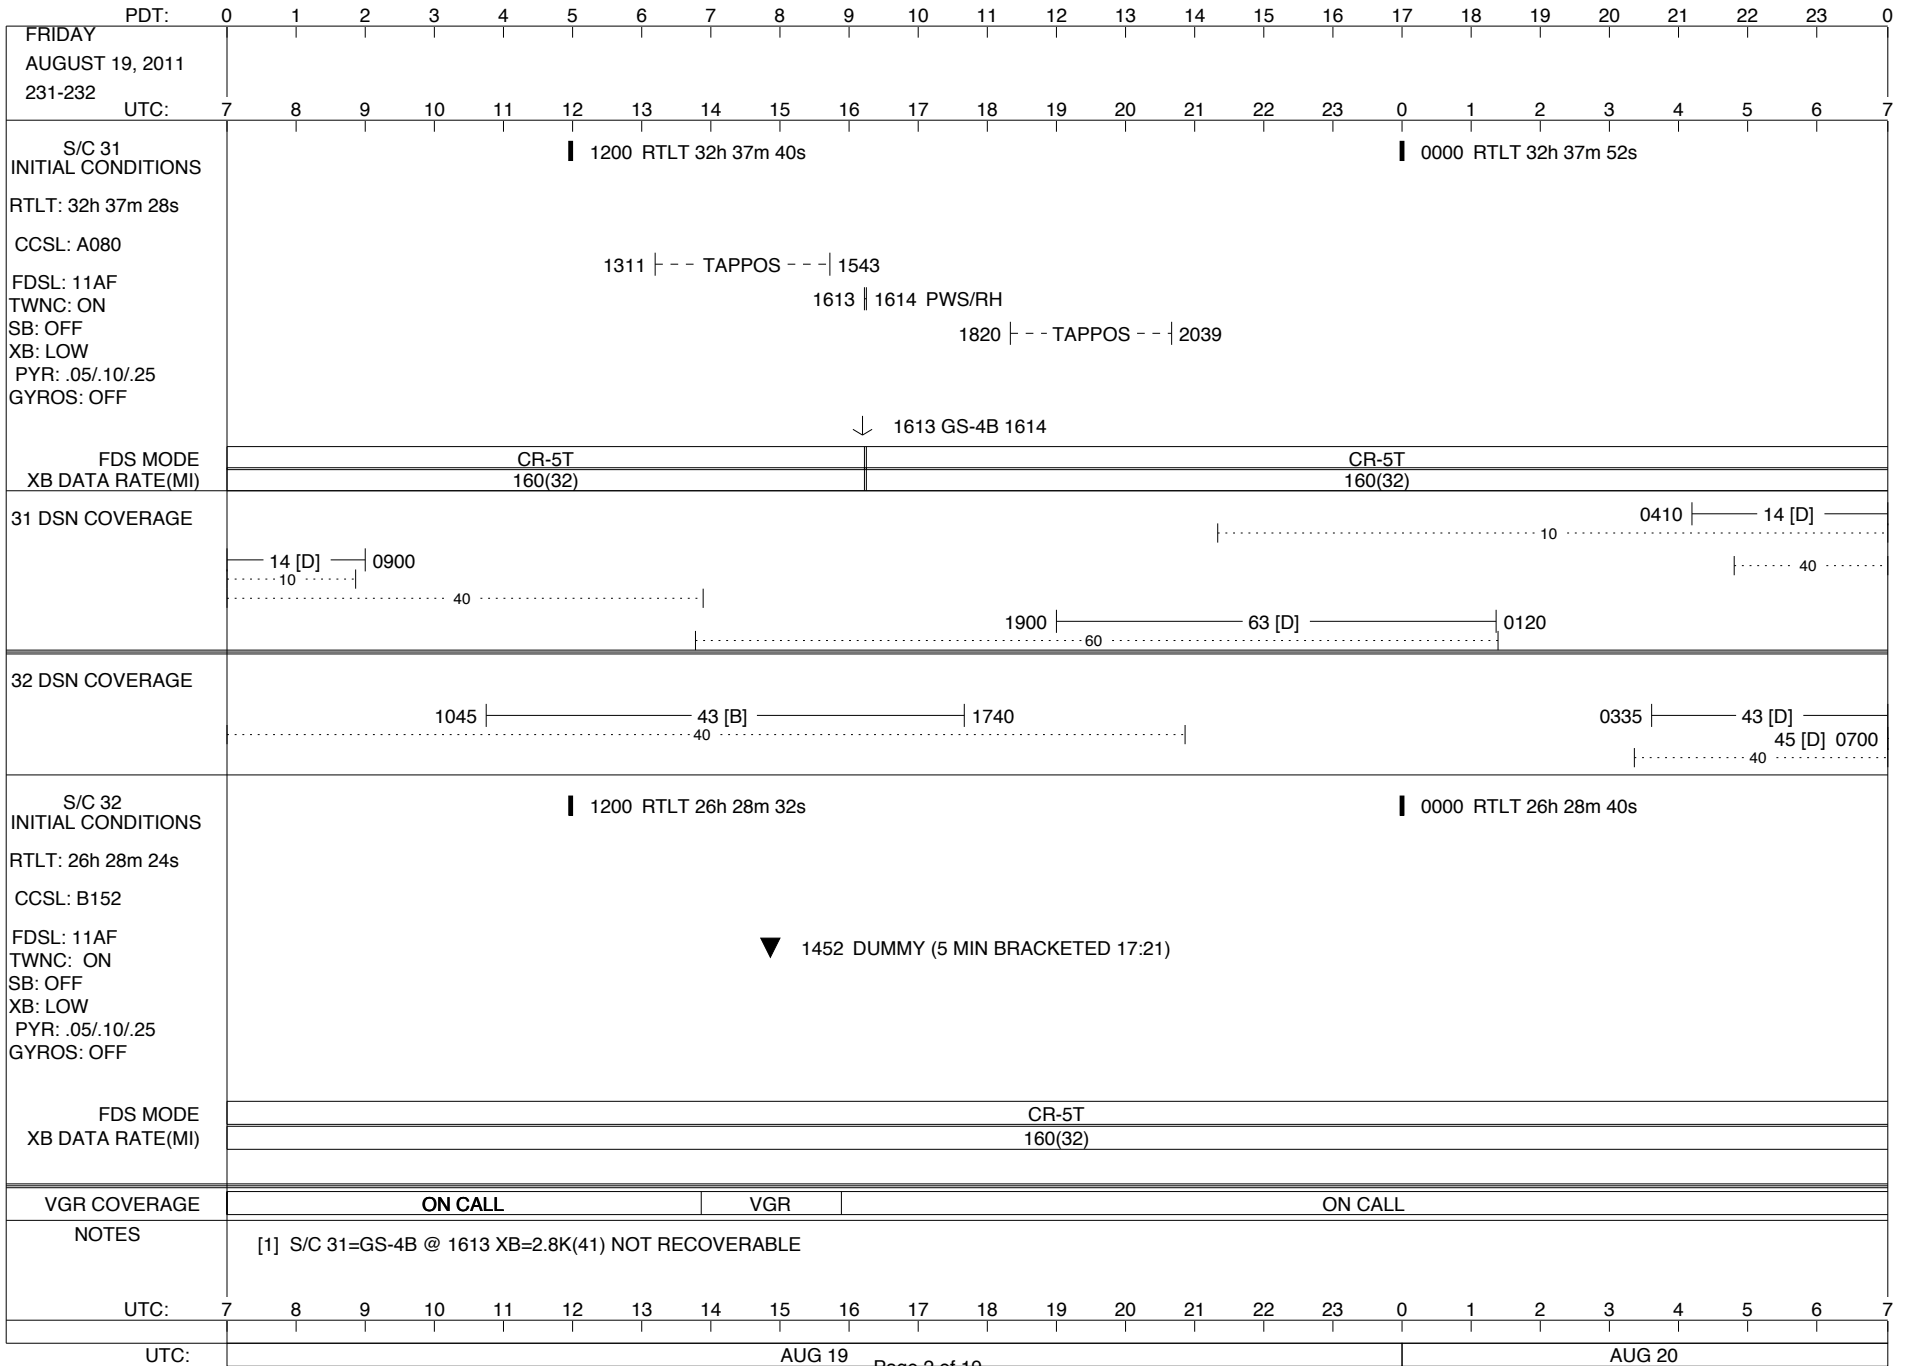 PDT: 0 1 2 3 4 5 6 7 8 9 10 11 12 13 14 15 16 17 18 19 20 21 22 23 0
FRIDAY
AUGUST 19, 2011
231-232
UTC: 7 8 9 10 11 12 13 14 15 16 17 18 19 20 21 22 23 0 1 2 3 4 5 6 7
S/C 31
INITIAL CONDITIONS
1200 RTLT 32h 37m 40s
0000 RTLT 32h 37m 52s
RTLT: 32h 37m 28s
CCSL: A080
1311 TAPPOS 1543
FDSL: 11AF
TWNC: ON
1613 1614 PWS/RH
SB: OFF
1820 TAPPOS 2039
XB: LOW
PYR: .05/.10/.25
GYROS: OFF
1613 GS-4B 1614
FDS MODE CR-5T CR-5T
XB DATA RATE(MI) 160(32) 160(32)
31 DSN COVERAGE
0410 14 [D]
10
14 [D] 0900
40
10
40
1900 63 [D] 0120
60
32 DSN COVERAGE
1045 43 [B] 1740
0335 43 [D]
40
45 [D] 0700
40
S/C 32
INITIAL CONDITIONS
1200 RTLT 26h 28m 32s
0000 RTLT 26h 28m 40s
RTLT: 26h 28m 24s
CCSL: B152
FDSL: 11AF
1452 DUMMY (5 MIN BRACKETED 17:21)
TWNC: ON
SB: OFF
XB: LOW
PYR: .05/.10/.25
GYROS: OFF
FDS MODE CR-5T
XB DATA RATE(MI) 160(32)
VGR COVERAGE ON CALL VGR ON CALL
NOTES
[1] S/C 31=GS-4B @ 1613 XB=2.8K(41) NOT RECOVERABLE
UTC: 7 8 9 10 11 12 13 14 15 16 17 18 19 20 21 22 23 0 1 2 3 4 5 6 7
UTC: AUG 19 AUG 20
Page 2 of 19